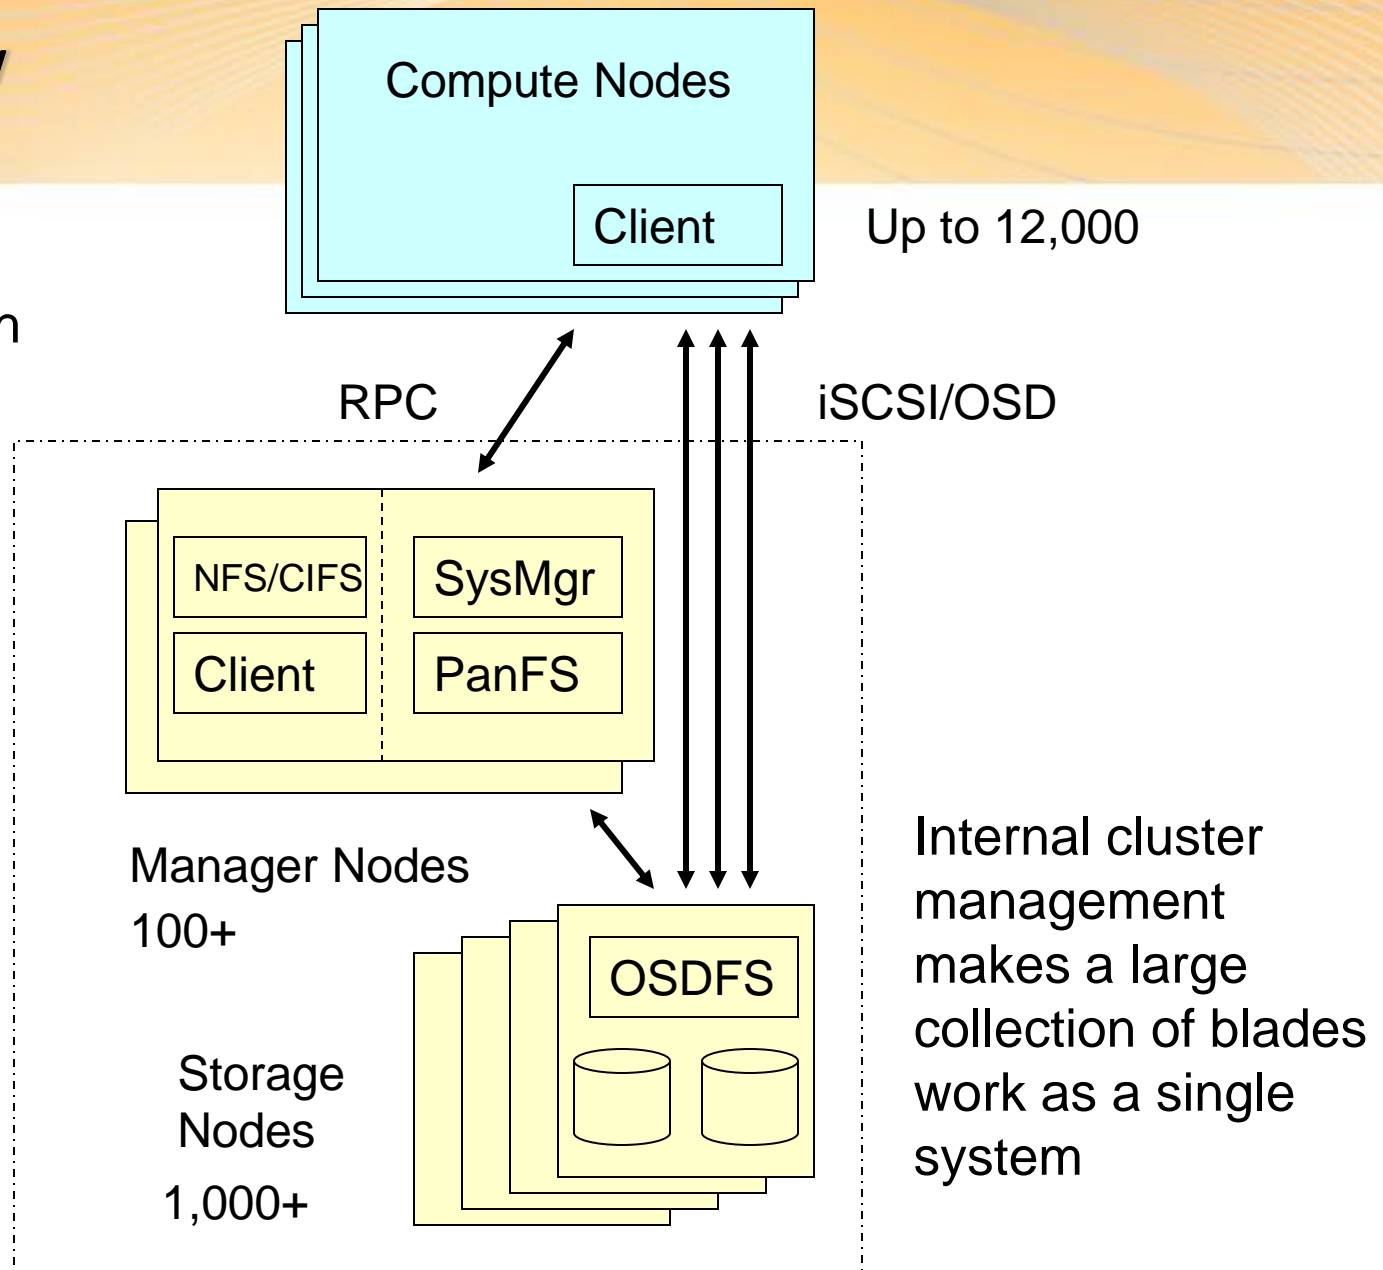 Compute Nodes
Client
Up to 12,000
RPC
iSCSI/OSD
NFS/CIFS
SysMgr
Client
PanFS
Manager Nodes
100+
OSDFS
Storage
Nodes
1,000+
Internal cluster
management
makes a large
collection of blades
work as a single
system